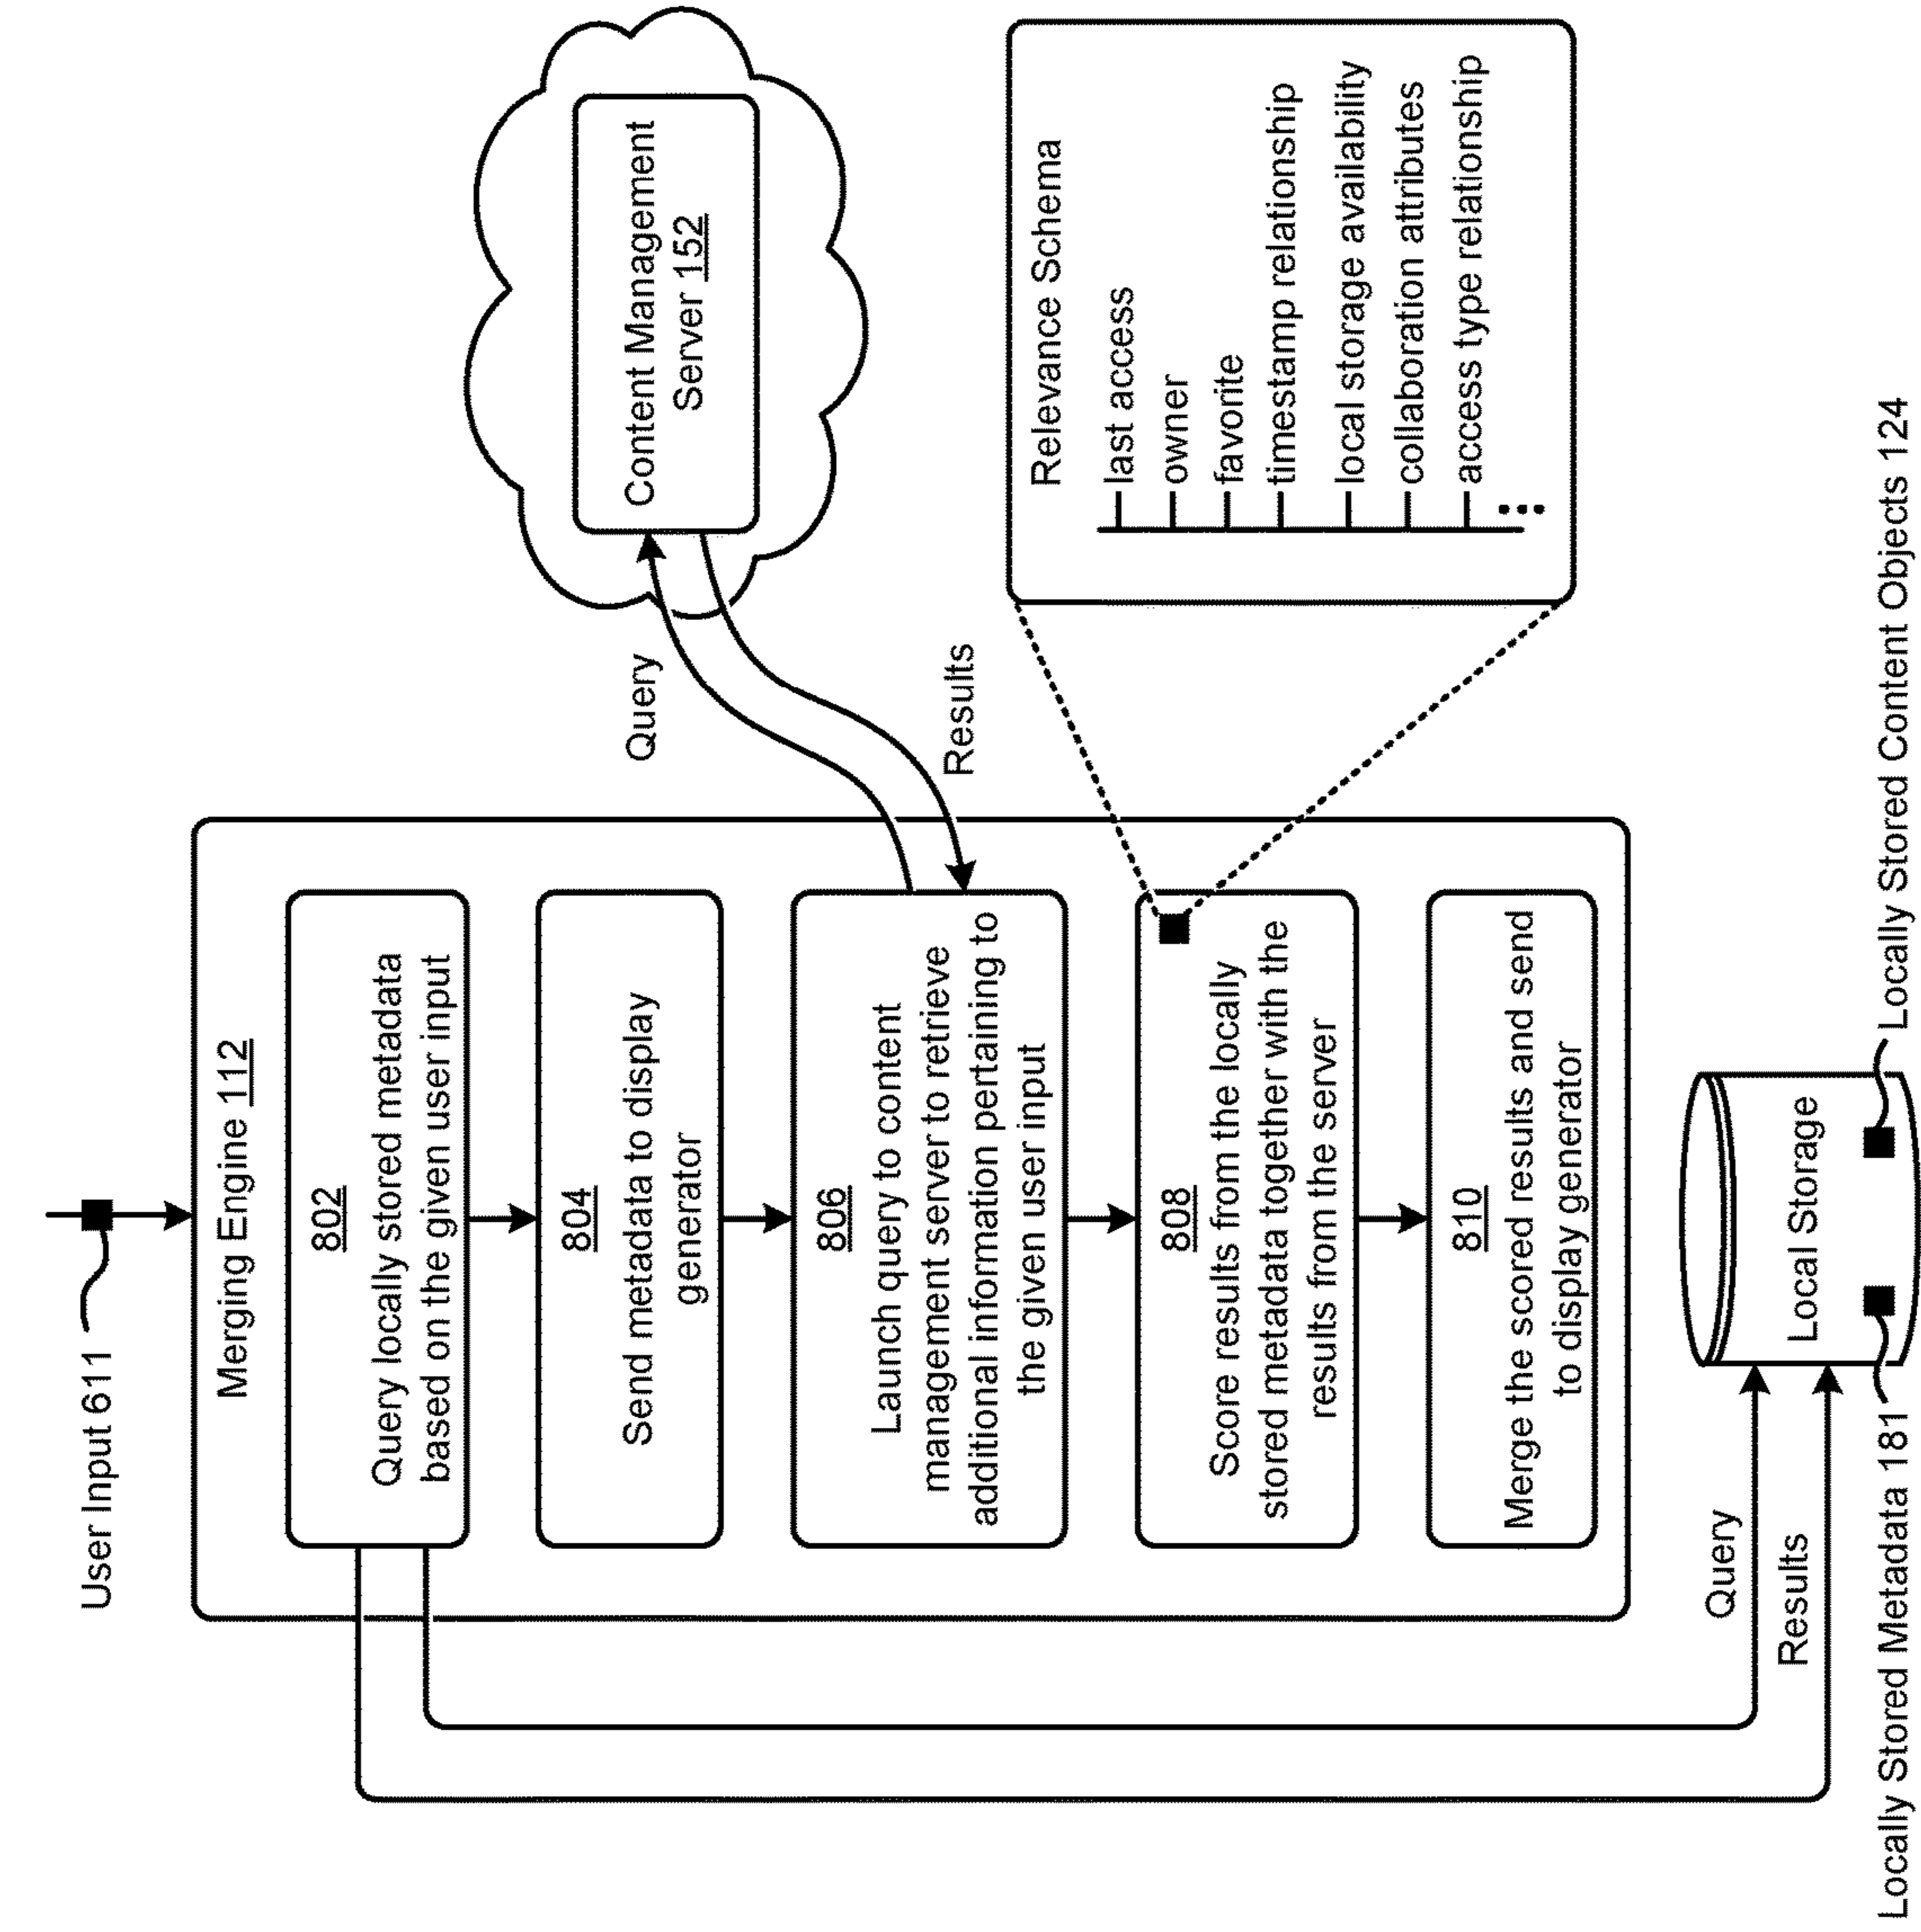 User Input 611
Merging Engine 112
802
Query locally stored metadata
based on the given user input
804
Send metadata to display
generator
806
Launch query to content
management server to retrieve
additional information pertaining to
the given user input
808
Score results from the locally
stored metadata together with the
results from the server
810
Merge the scored results and send
to display generator
Query
Results
Content Management
Server 152
Relevance Schema
last access
owner
favorite
timestamp relationship
local storage availability
collaboration attributes
access type relationship
...
Query
Results
Local Storage
Locally Stored Metadata 181
Locally Stored Content Objects 124